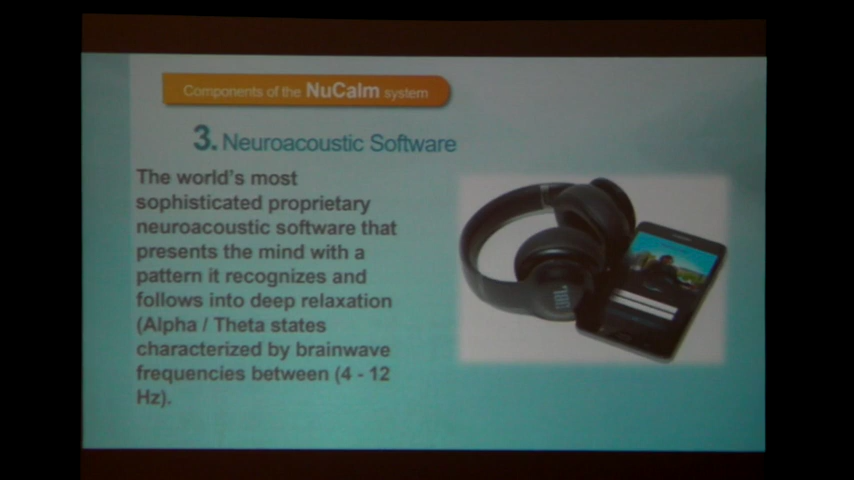 Components of the NuCalm system
3. Neuroacoustic Software
The world's most
sophisticated proprietary
neuroacoustic software that
presents the mind with a
pattern it recognizes and
follows into deep relaxation
(Alpha / Theta states
characterized by brainwave
frequencies between (4 - 12
Hz).
JBL